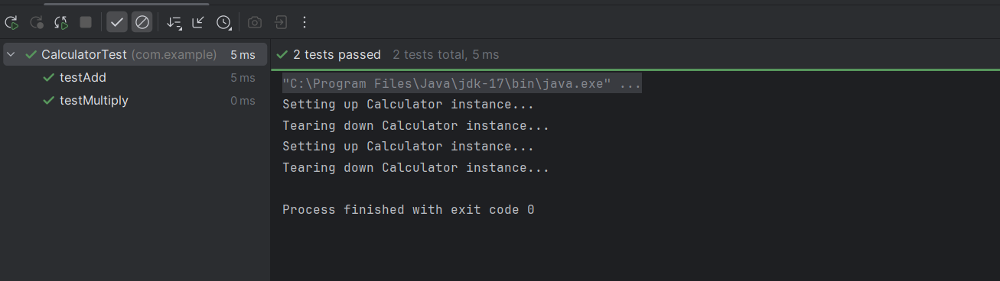 CalculatorTest (com.example) 5 ms
testAdd 5 ms
testMultiply 0 ms
2 tests passed 2 tests total, 5 ms
"C:\Program Files\Java\jdk-17\bin\java.exe" ...
Setting up Calculator instance...
Tearing down Calculator instance...
Setting up Calculator instance...
Tearing down Calculator instance...
Process finished with exit code 0